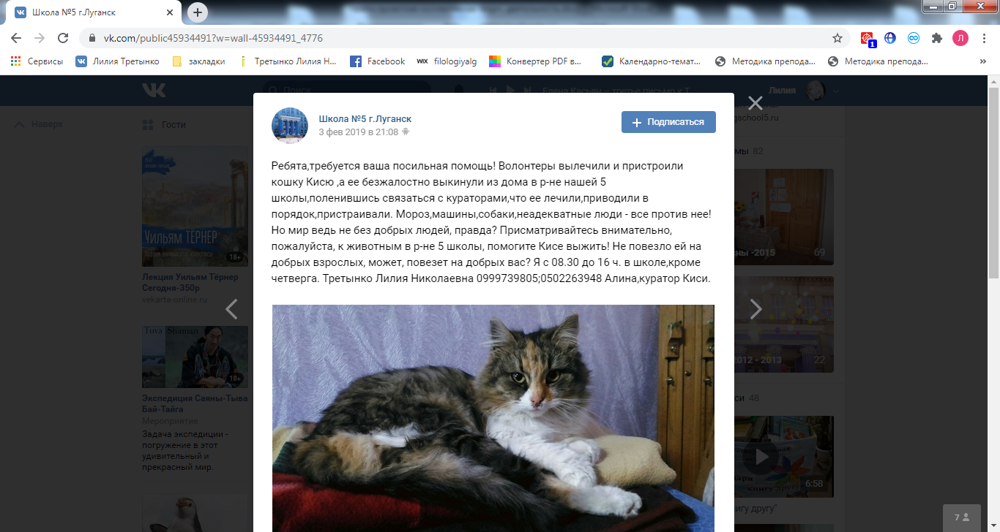 Школа №5 г.Луганск
vk.com/public45934491?w=wall-45934491_4776
1
Л
Сервисы
Лилия Третынко
закладки
Третынко Лилия Н...
Facebook
WIX filologiyalg
Конвертер PDF в...
Календарно-темат...
Методика препода...
Методика препода...
»
Поиск
Елена Касьян – третье письмо к Т
Лилия
Наверх
Гости
Школа №5 г.Луганск
3 фев 2019 в 21:08
Подписаться
Ребята,требуется ваша посильная помощь! Волонтеры вылечили и пристроили
кошку Кисю ,а ее безжалостно выкинули из дома в р-не нашей 5
школы,поленившись связаться с кураторами,что ее лечили,приводили в
порядок,пристраивали. Мороз,машины,собаки,неадекватные люди - все против нее!
Но мир ведь не без добрых людей, правда? Присматривайтесь внимательно,
пожалуйста, к животным в р-не 5 школы, помогите Кисе выжить! Не повезло ей на
добрых взрослых, может, повезет на добрых вас? Я с 08.30 до 16 ч. в школе,кроме
четверга. Третынко Лилия Николаевна 0999739805;0502263948 Алина,куратор Киси.
Уильям Тёрнер
18+
Лекция Уильям Тёрнер
Сегодня-350р
vekarta-online.ru
Tuva Shaman
18+
Экспедиция Саяны-Тыва
Бай-Тайга
Мероприятие
Задача экспедиции -
погружение в этот
удивительный и
прекрасный мир.
gschool5.ru
мы 82
ны -2015 69
2012 - 2013 22
си 48
6:58
игу другу"
7